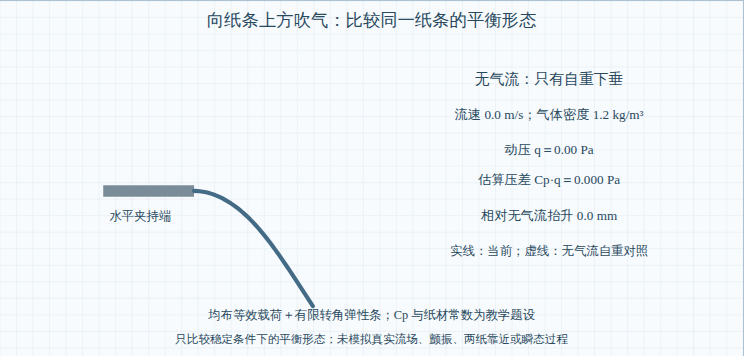 向纸条上方吹气：比较同一纸条的平衡形态
无气流：只有自重下垂
流速 0.0 m/s；气体密度 1.2 kg/m³
动压 q＝0.00 Pa
估算压差 Cp·q＝0.000 Pa
水平夹持端
相对无气流抬升 0.0 mm
实线：当前；虚线：无气流自重对照
均布等效载荷＋有限转角弹性条；Cp 与纸材常数为教学题设
只比较稳定条件下的平衡形态；未模拟真实流场、颤振、两纸靠近或瞬态过程